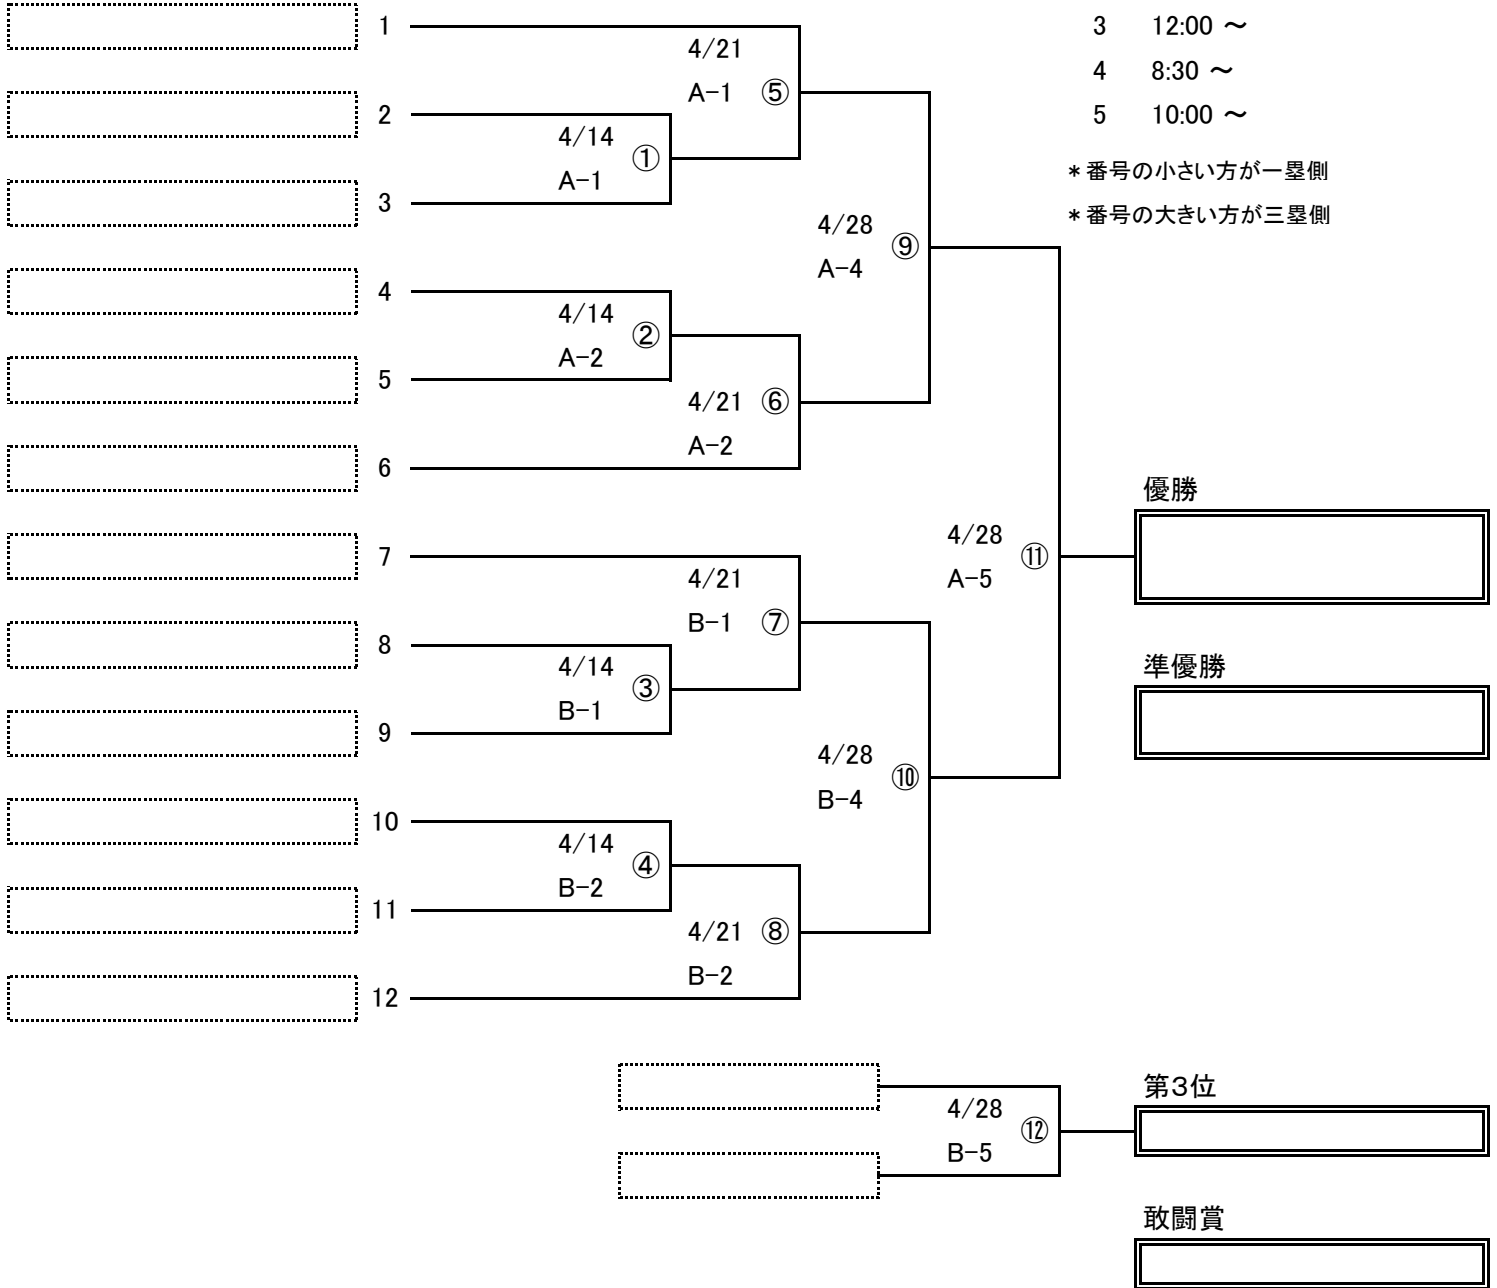 1
4/21
A-1 ⑤
2
4/14
A-1 ①
3
4/28
A-4 ⑨
4
4/14
A-2 ②
5
4/21 ⑥
A-2
6
7
4/21
B-1 ⑦
8
4/14
B-1 ③
9
4/28
B-4 ⑩
10
4/14
B-2 ④
11
4/21 ⑧
B-2
12
4/28
A-5 ⑪
4/28
B-5 ⑫
3 12:00 ～
4 8:30 ～
5 10:00 ～
*番号の小さい方が一塁側
*番号の大きい方が三塁側
優勝
準優勝
第3位
敢闘賞